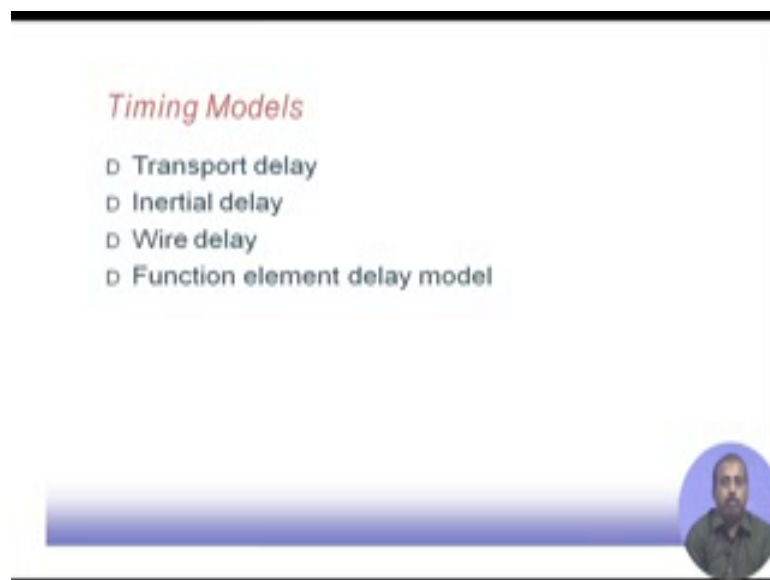 Timing Models
D Transport delay
D Inertial delay
D Wire delay
D Function element delay model